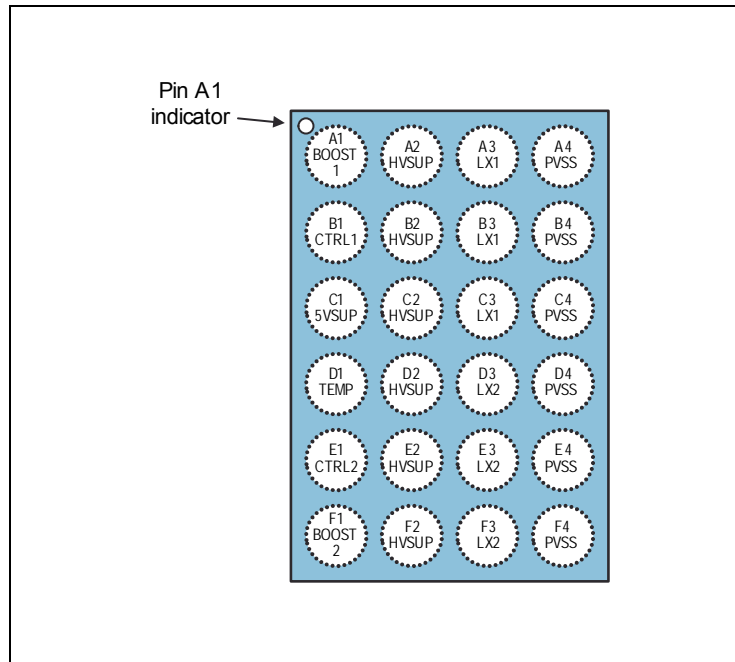 Pin A1
indicator
A1
BOOST
1
A2
HVSUP
A3
LX1
A4
PVSS
B1
CTRL1
B2
HVSUP
B3
LX1
B4
PVSS
C1
5VSUP
C2
HVSUP
C3
LX1
C4
PVSS
D1
TEMP
D2
HVSUP
D3
LX2
D4
PVSS
E1
CTRL2
E2
HVSUP
E3
LX2
E4
PVSS
F1
BOOST
2
F2
HVSUP
F3
LX2
F4
PVSS